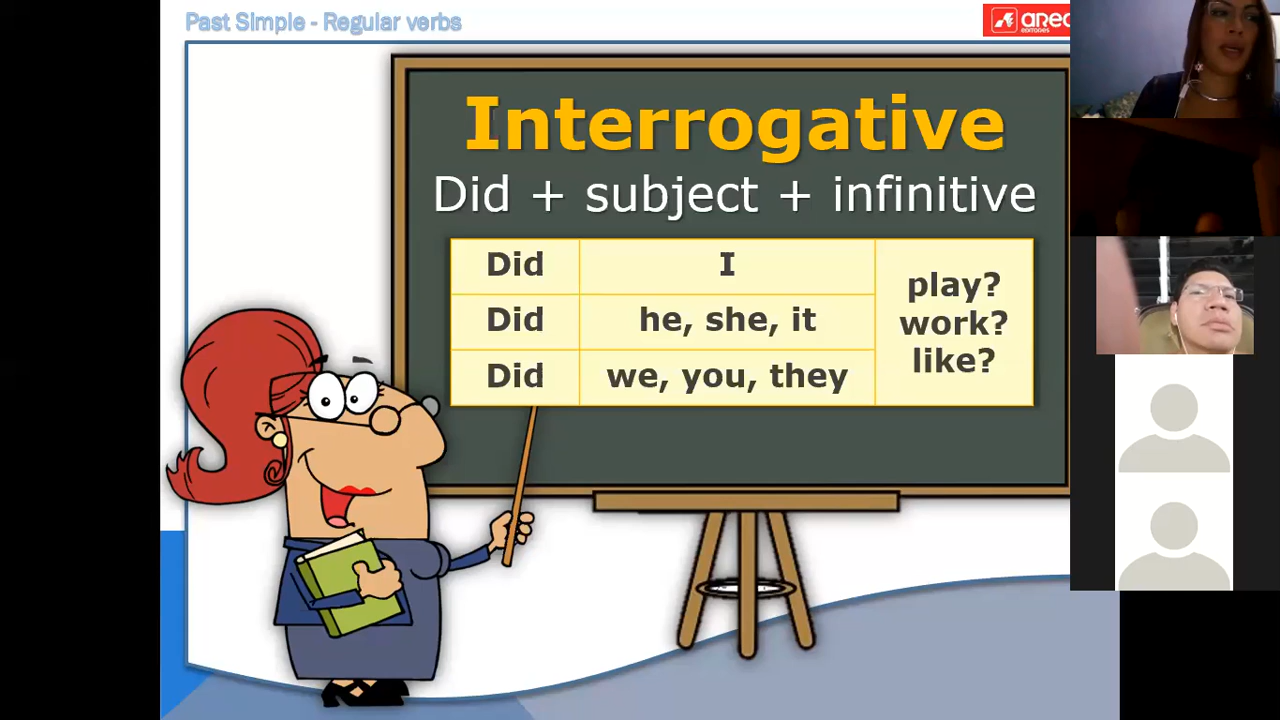 Past Simple - Regular verbs
Interrogative
Did + subject + infinitive
Did I
Did he, she, it
Did we, you, they
play?
work?
like?